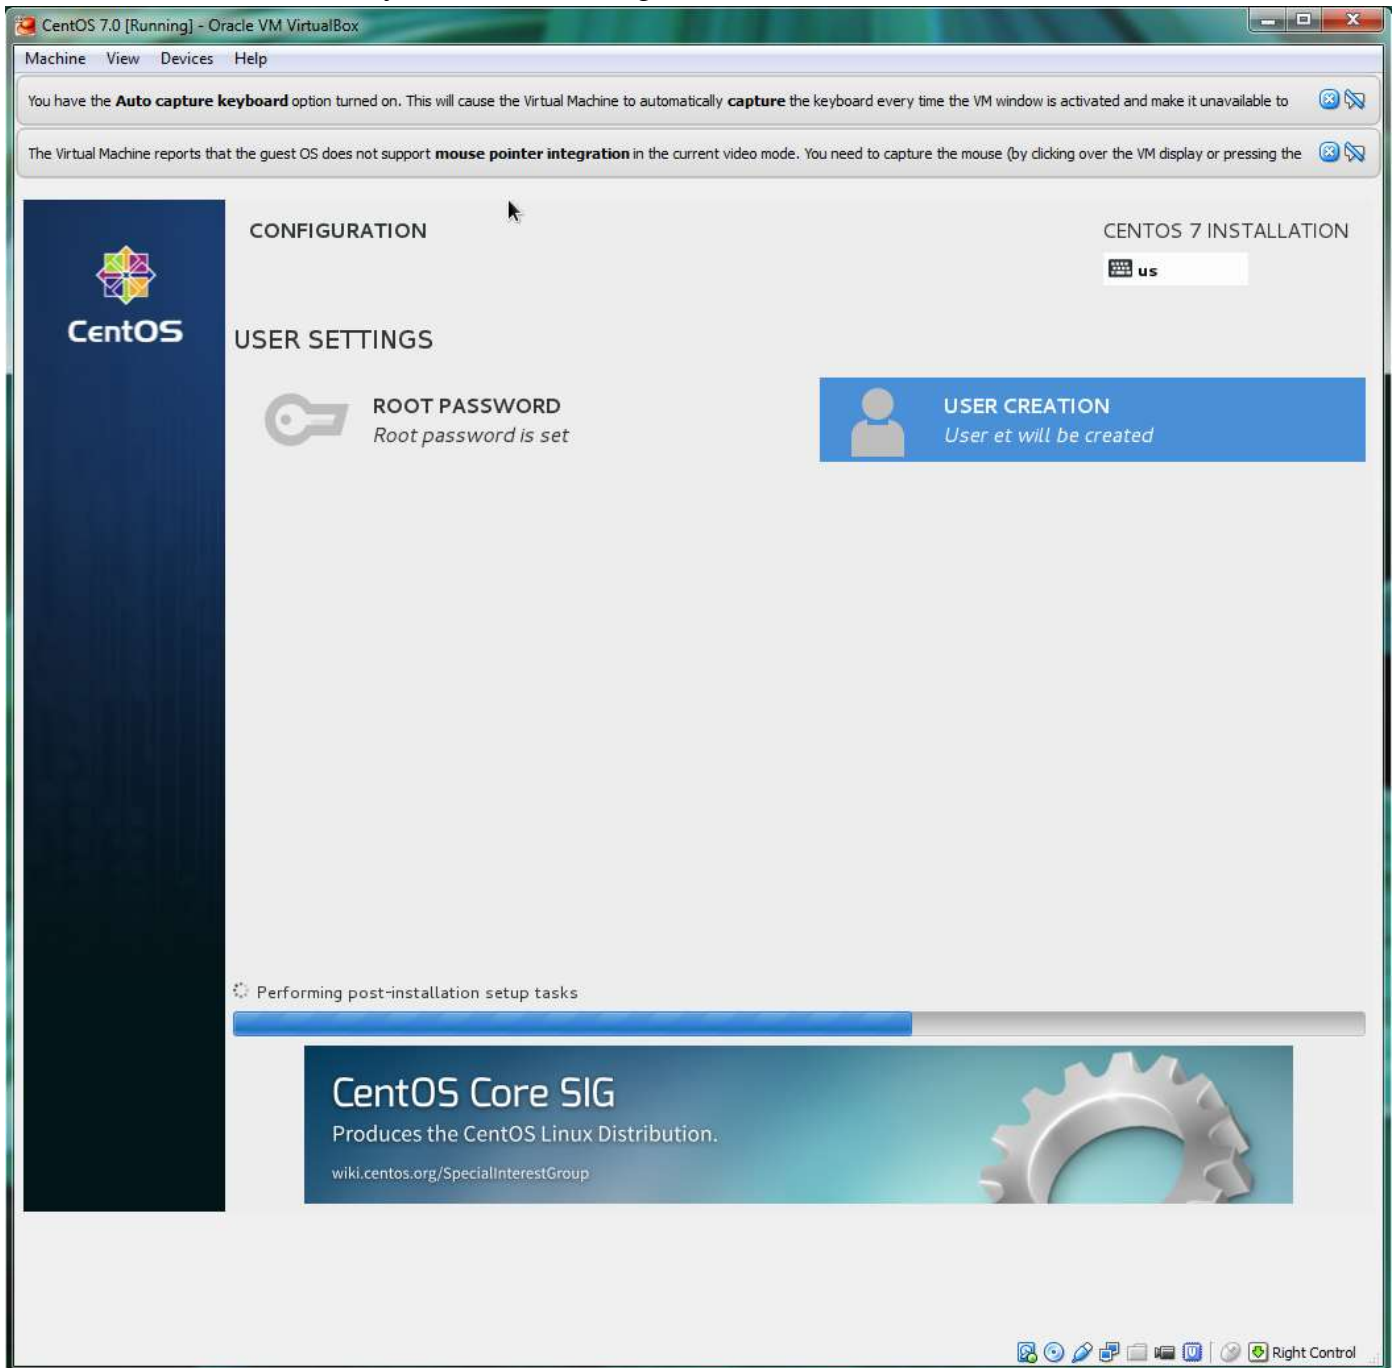 CentOS 7.0 [Running] - Oracle VM VirtualBox
Machine View Devices Help
You have the Auto capture keyboard option turned on. This will cause the Virtual Machine to automatically capture the keyboard every time the VM window is activated and make it unavailable to
The Virtual Machine reports that the guest OS does not support mouse pointer integration in the current video mode. You need to capture the mouse (by clicking over the VM display or pressing the
CONFIGURATION
CENTOS 7 INSTALLATION
us
CentOS
USER SETTINGS
ROOT PASSWORD
Root password is set
USER CREATION
User et will be created
Performing post-installation setup tasks
CentOS Core SIG
Produces the CentOS Linux Distribution.
wiki.centos.org/SpecialInterestGroup
Right Control